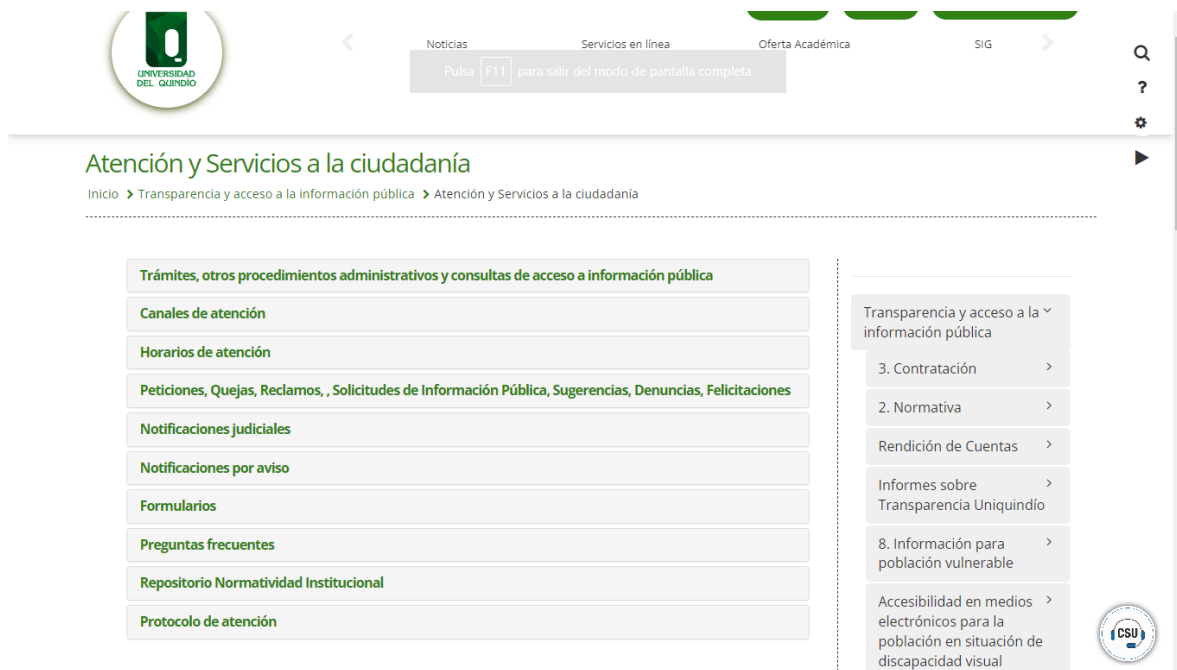 UNIVERSIDAD
DEL QUINDÍO
Noticias
Servicios en línea
Oferta Académica
SIG
Pulsa F11 para salir del modo de pantalla completa
Atención y Servicios a la ciudadanía
Inicio > Transparencia y acceso a la información pública > Atención y Servicios a la ciudadanía
Trámites, otros procedimientos administrativos y consultas de acceso a información pública
Canales de atención
Horarios de atención
Peticiones, Quejas, Reclamos, , Solicitudes de Información Pública, Sugerencias, Denuncias, Felicitaciones
Notificaciones judiciales
Notificaciones por aviso
Formularios
Preguntas frecuentes
Repositorio Normatividad Institucional
Protocolo de atención
Transparencia y acceso a la
información pública
3. Contratación
2. Normativa
Rendición de Cuentas
Informes sobre
Transparencia Uniquindío
8. Información para
población vulnerable
Accesibilidad en medios
electrónicos para la
población en situación de
discapacidad visual
CSU